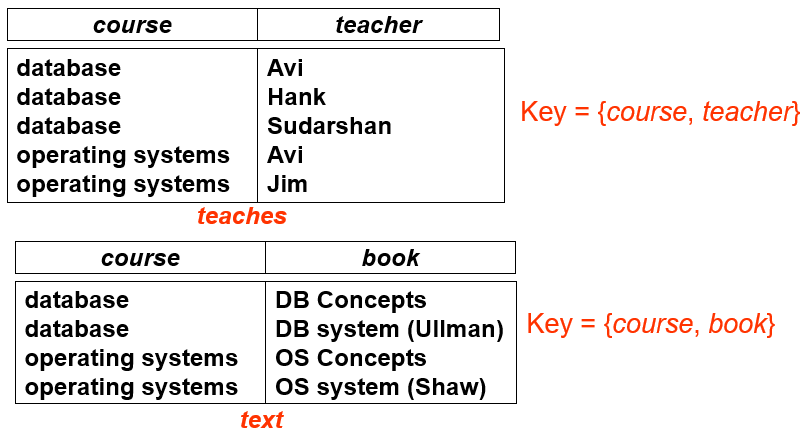 course teacher
database Avi
database Hank
database Sudarshan
operating systems Avi
operating systems Jim
Key = {course, teacher}
teaches
course book
database DB Concepts
database DB system (Ullman)
operating systems OS Concepts
operating systems OS system (Shaw)
Key = {course, book}
text